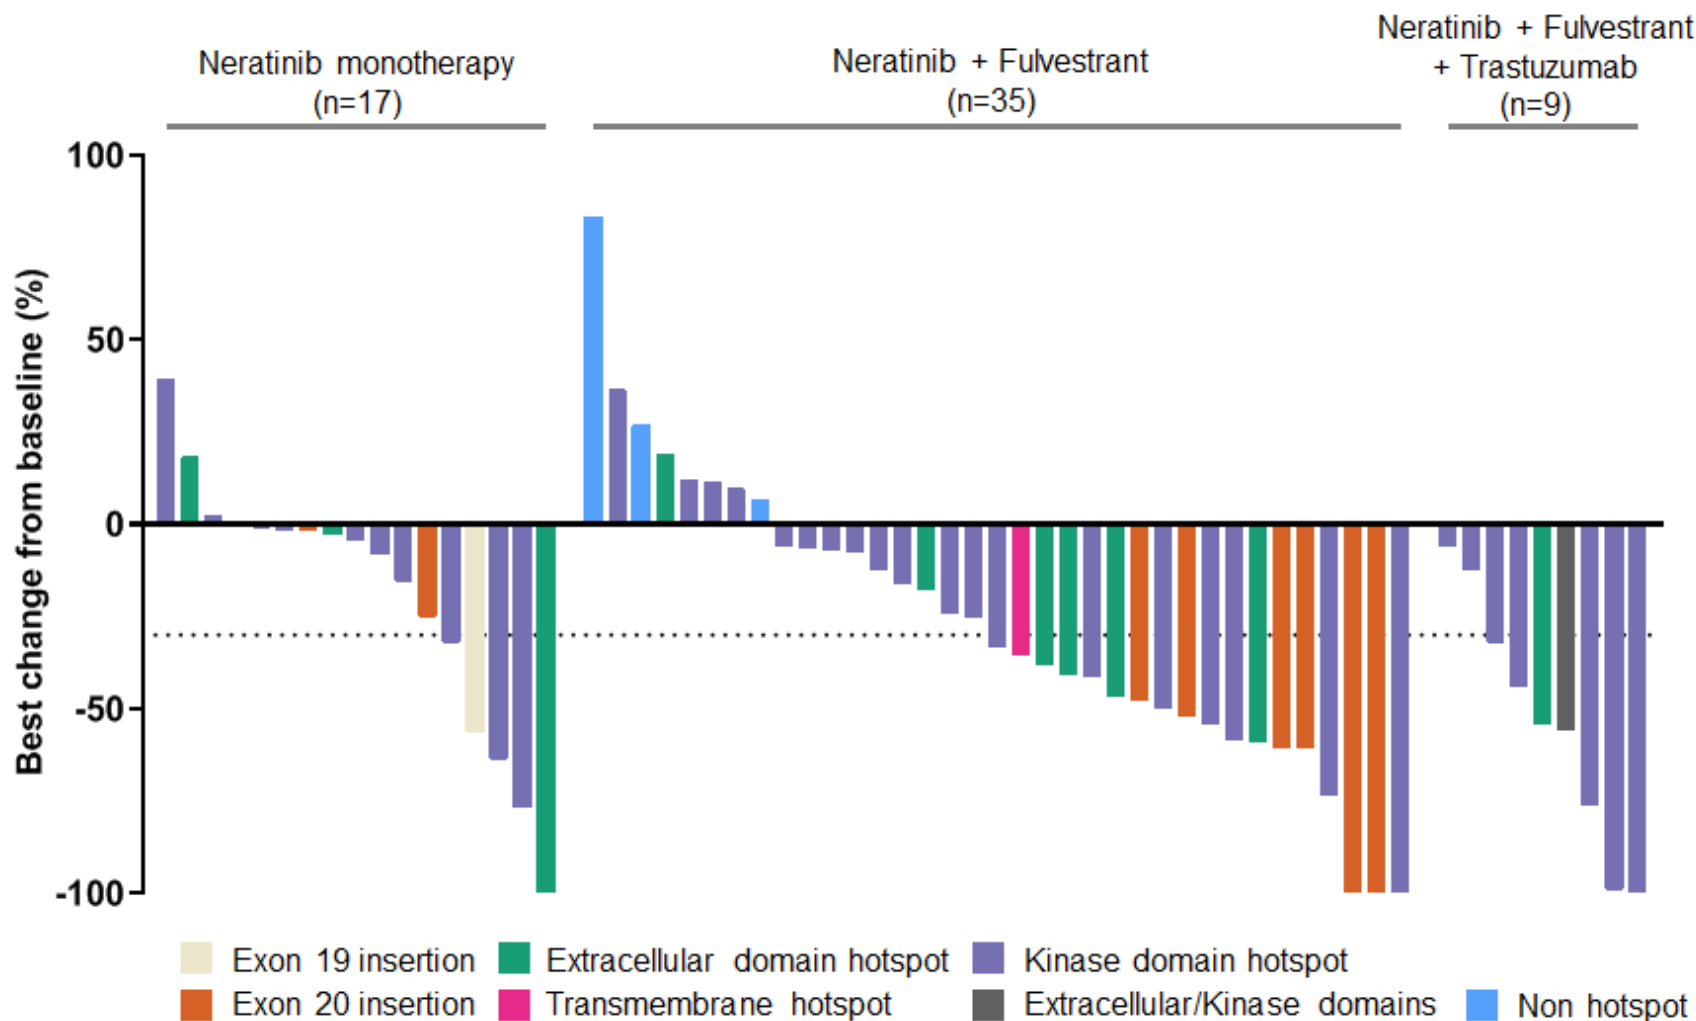 Neratinib monotherapy
(n=17)
Neratinib + Fulvestrant
(n=35)
Neratinib + Fulvestrant
+ Trastuzumab
(n=9)
Best change from baseline (%)
100
50
0
-50
-100
Exon 19 insertion
Extracellular domain hotspot
Kinase domain hotspot
Exon 20 insertion
Transmembrane hotspot
Extracellular/Kinase domains
Non hotspot